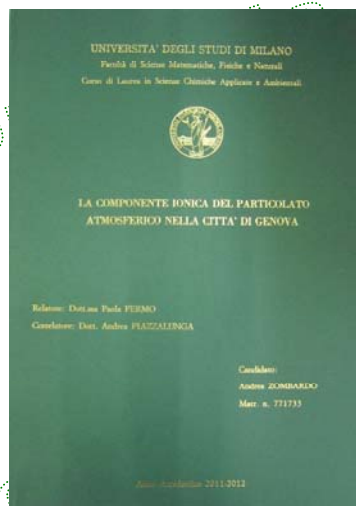 UNIVERSITA' DEGLI STUDI DI MILANO
Facoltà di Scienze Matematiche, Fisiche e Naturali
Corso di Laurea in Scienze Chimiche Applicate e Ambientali
LA COMPONENTE IONICA DEL PARTICOLATO
ATMOSFERICO NELLA CITTA' DI GENOVA
Relatore: Dott.ssa Paola FERMO
Correlatore: Dott. Andrea PIAZZALUNGA
Candidato:
Andrea ZOMBARDO
Matr. n. 771733
Anno Accademico 2011-2012